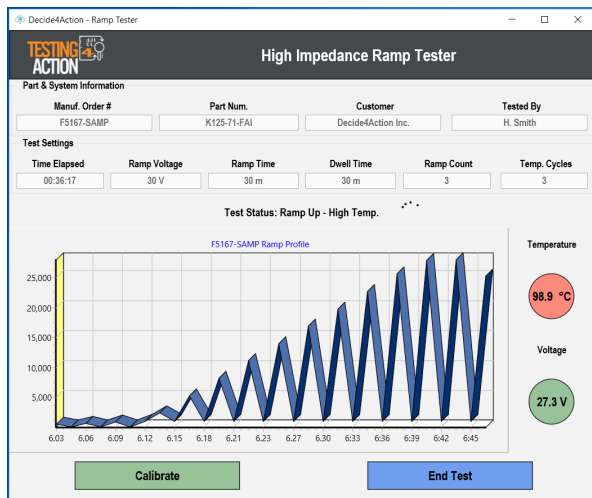 Decide4Action - Ramp Tester
TESTING 4 ACTION
High Impedance Ramp Tester
Part & System Information
Manuf. Order # Part Num. Customer Tested By
F5167-SAMP K125-71-FAI Decide4Action Inc. H. Smith
Test Settings
Time Elapsed Ramp Voltage Ramp Time Dwell Time Ramp Count Temp. Cycles
00:36:17 30 V 30 m 30 m 3 3
Test Status: Ramp Up - High Temp.
F5167-SAMP Ramp Profile
Temperature
25,000
98.9 °C
20,000
15,000
Voltage
10,000
5,000
27.3 V
6.03 6.06 6.09 6.12 6.15 6.18 6.21 6.23 6.27 6.30 6:33 6:36 6:39 6:42 6:45
Calibrate End Test